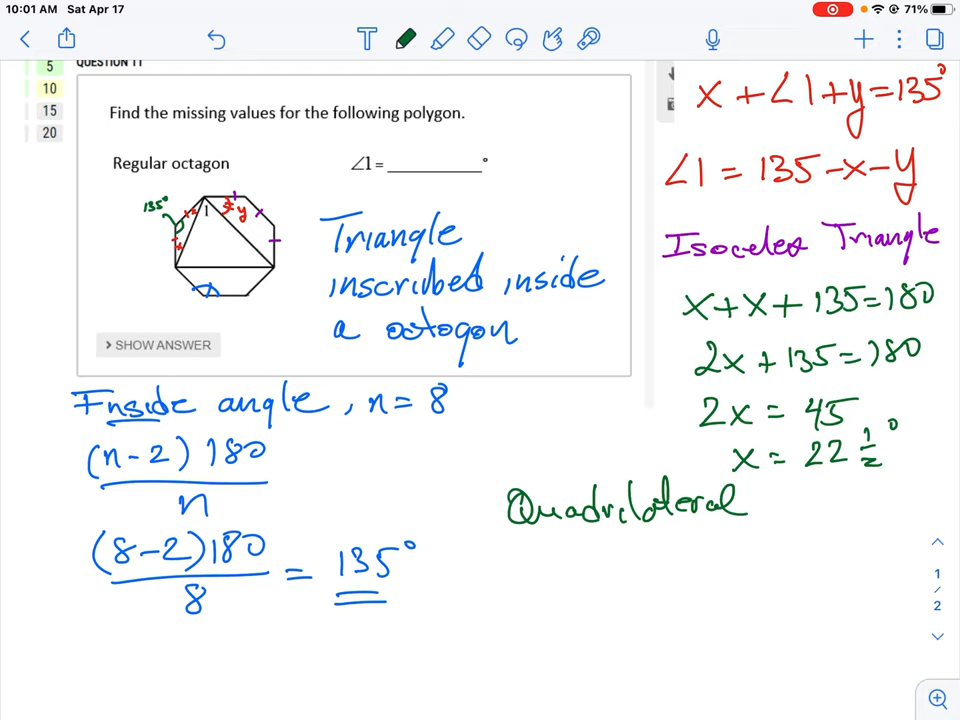 10:01 AM Sat Apr 17
71%
T
5
10
15
20
QUESTION 11
Find the missing values for the following polygon.
Regular octagon
∠1 = ________ °
135°
1
x
y
Triangle
inscribed inside
a octogon
> SHOW ANSWER
Inside angle, n = 8
(n - 2) 180
n
(8 - 2) 180
8
= 135°
x + ∠1 + y = 135°
∠1 = 135 - x - y
Isoceles Triangle
x + x + 135 = 180
2x + 135 = 180
2x = 45
x = 22 1/2 °
Quadrilateral
1
/
2